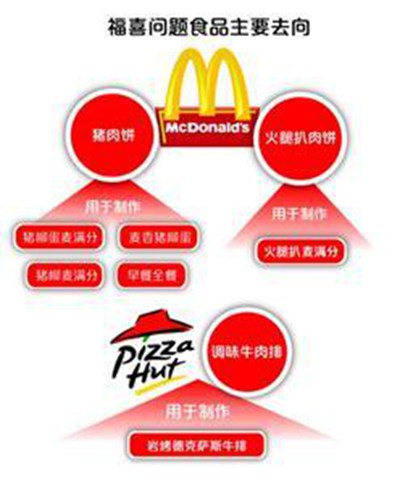 福喜问题食品主要去向
McDonald's
猪肉饼
火腿扒肉饼
用于制作
猪柳蛋麦满分
麦香猪柳蛋
猪柳麦满分
早餐全餐
用于制作
火腿扒麦满分
Pizza
Hut
调味牛肉排
用于制作
岩烤德克萨斯牛排